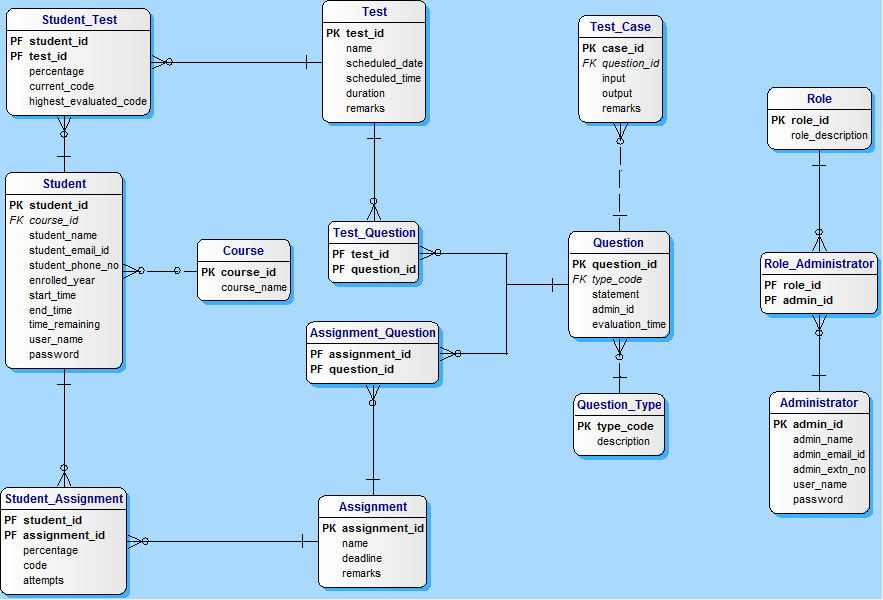 Student_Test
PF student_id
PF test_id
percentage
current_code
highest_evaluated_code
Test
PK test_id
name
scheduled_date
scheduled_time
duration
remarks
Test_Case
PK case_id
FK question_id
input
output
remarks
Role
PK role_id
role_description
Student
PK student_id
FK course_id
student_name
student_email_id
student_phone_no
enrolled_year
start_time
end_time
time_remaining
user_name
password
Course
PK course_id
course_name
Test_Question
PF test_id
PF question_id
Question
PK question_id
FK type_code
statement
admin_id
evaluation_time
Role_Administrator
PF role_id
PF admin_id
Assignment_Question
PF assignment_id
PF question_id
Question_Type
PK type_code
description
Administrator
PK admin_id
admin_name
admin_email_id
admin_extn_no
user_name
password
Student_Assignment
PF student_id
PF assignment_id
percentage
code
attempts
Assignment
PK assignment_id
name
deadline
remarks